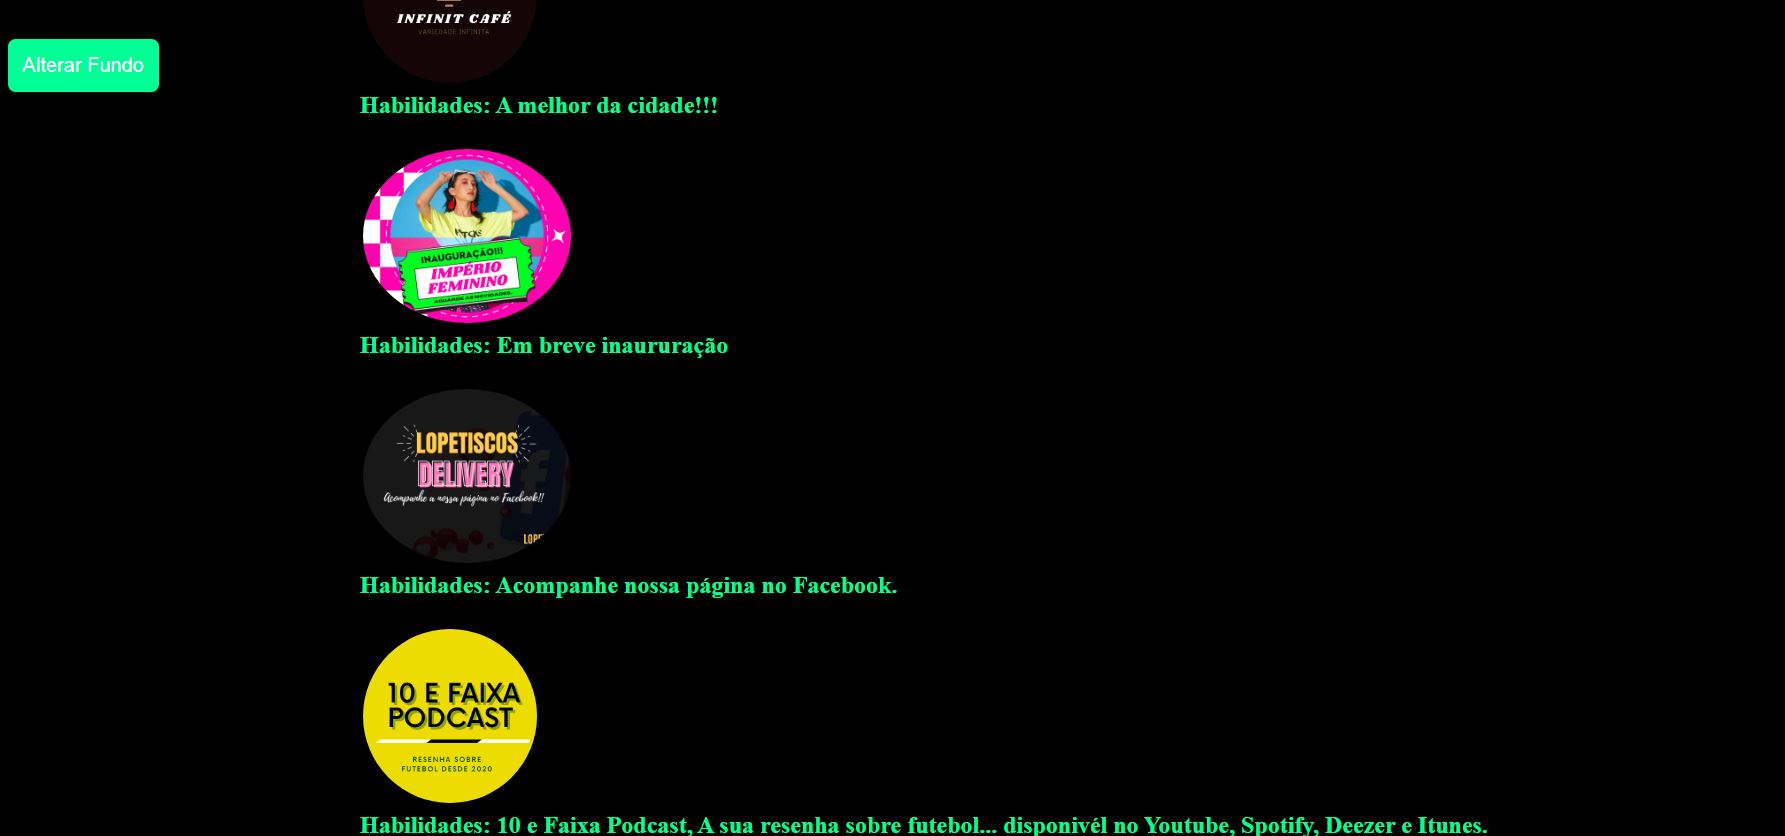 INFINIT CAFÉ
VARIEDADE INFINITA
Alterar Fundo
Habilidades: A melhor da cidade!!!
INAUGURAÇÃO!!!
IMPÉRIO
FEMININO
AGUARDE AS NOVIDADES.
Habilidades: Em breve inaururação
LOPETISCOS
DELIVERY
Acompanhe a nossa página no Facebook!!
Habilidades: Acompanhe nossa página no Facebook.
10 E FAIXA
PODCAST
RESENHA SOBRE
FUTEBOL DESDE 2020
Habilidades: 10 e Faixa Podcast, A sua resenha sobre futebol... disponivél no Youtube, Spotify, Deezer e Itunes.